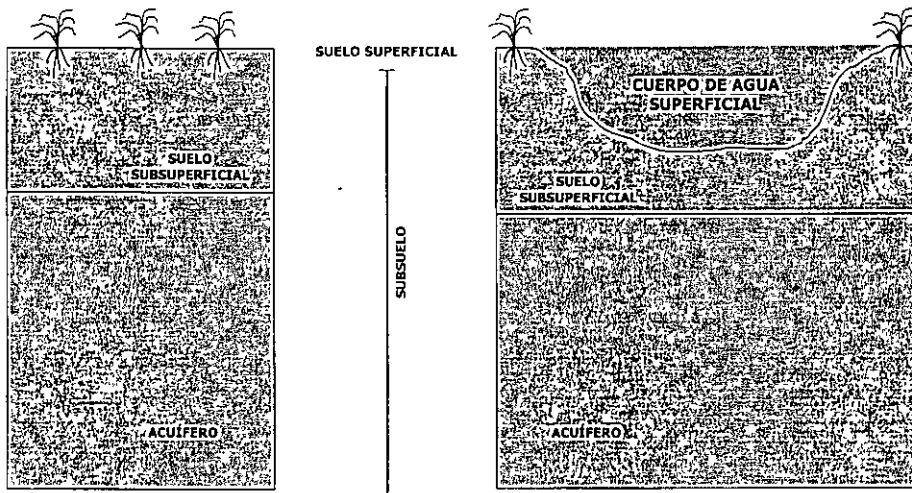 SUELO SUPERFICIAL
SUELO
SUBSUPERFICIAL
ACUÍFERO
SUBSUELO
CUERPO DE AGUA
SUPERFICIAL
SUELO
SUBSUPERFICIAL
ACUÍFERO